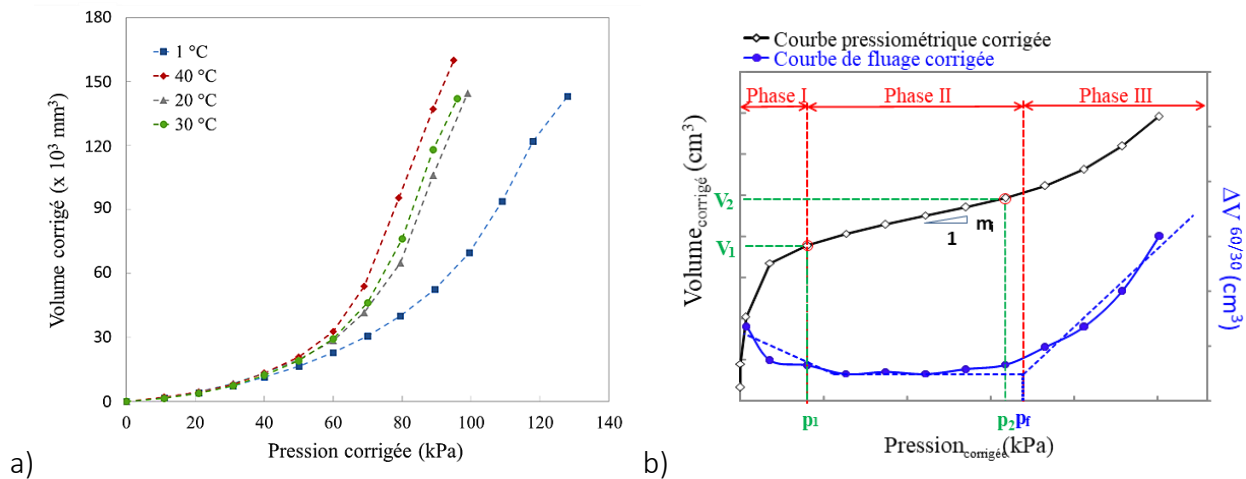 180
150
120
90
60
30
0
Volume corrigé (x 10³ mm³)
1 °C
40 °C
20 °C
30 °C
0 20 40 60 80 100 120 140
Pression corrigée (kPa)
a)
Courbe pressiométrique corrigée
Courbe de fluage corrigée
Phase I Phase II Phase III
Volume corrigé (cm³)
V₂
V₁
1 mᵢ
ΔV 60/30 (cm³)
p₁ p₂ pf
Pression corrigée (kPa)
b)